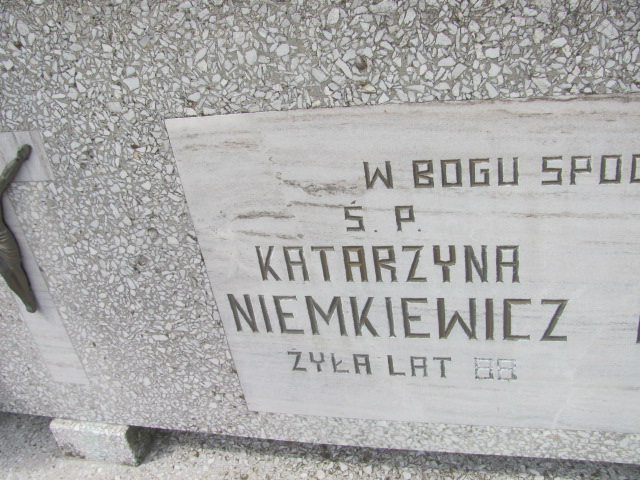 W BOGU SPOC
Ś. P.
KATARZYNA
NIEMKIEWICZ
ŻYŁA LAT 88